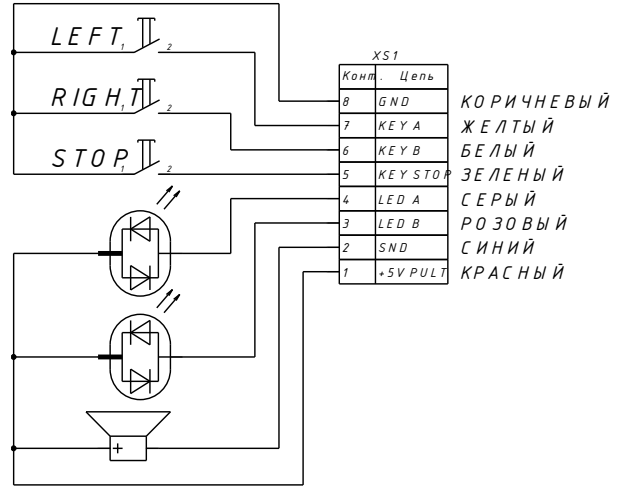 XS1
Конт. Цепь
LEFT 1 2
8 GND КОРИЧНЕВЫЙ
7 KEY A ЖЕЛТЫЙ
RIGHT 1 2
6 KEY B БЕЛЫЙ
STOP 1 2
5 KEY STOP ЗЕЛЕНЫЙ
4 LED A СЕРЫЙ
3 LED B РОЗОВЫЙ
2 SND СИНИЙ
1 +5V PULT КРАСНЫЙ
+